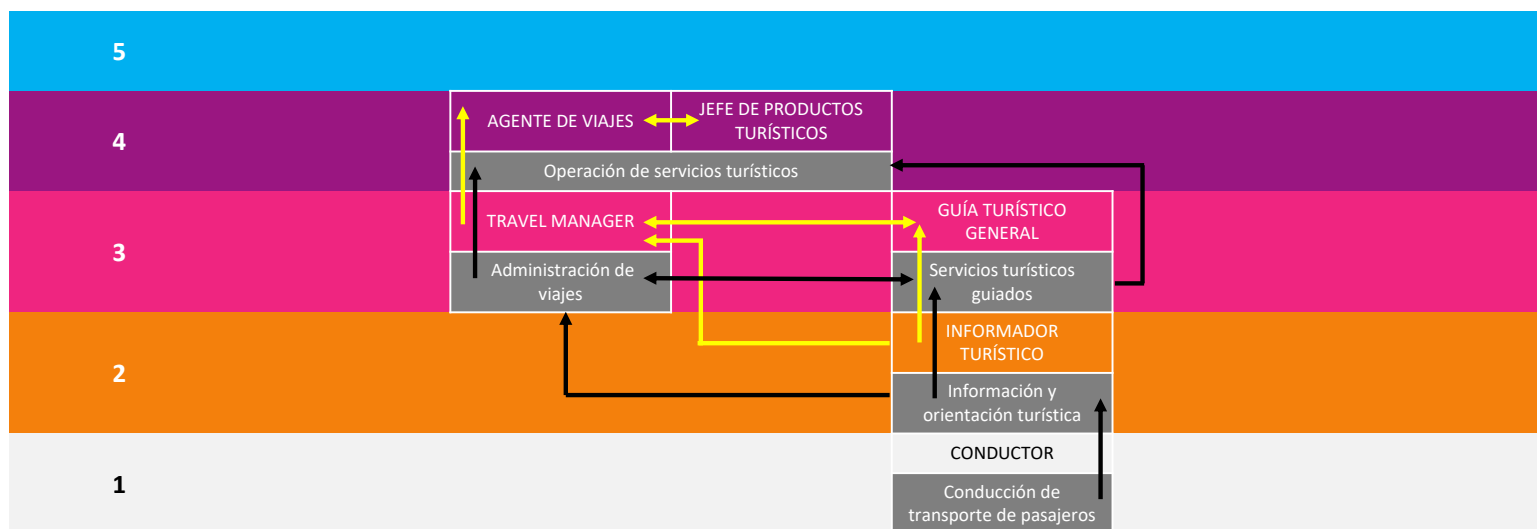 5
4
AGENTE DE VIAJES
JEFE DE PRODUCTOS
TURÍSTICOS
Operación de servicios turísticos
3
TRAVEL MANAGER
GUÍA TURÍSTICO
GENERAL
Administración de
viajes
Servicios turísticos
guiados
2
INFORMADOR
TURÍSTICO
Información y
orientación turística
1
CONDUCTOR
Conducción de
transporte de pasajeros